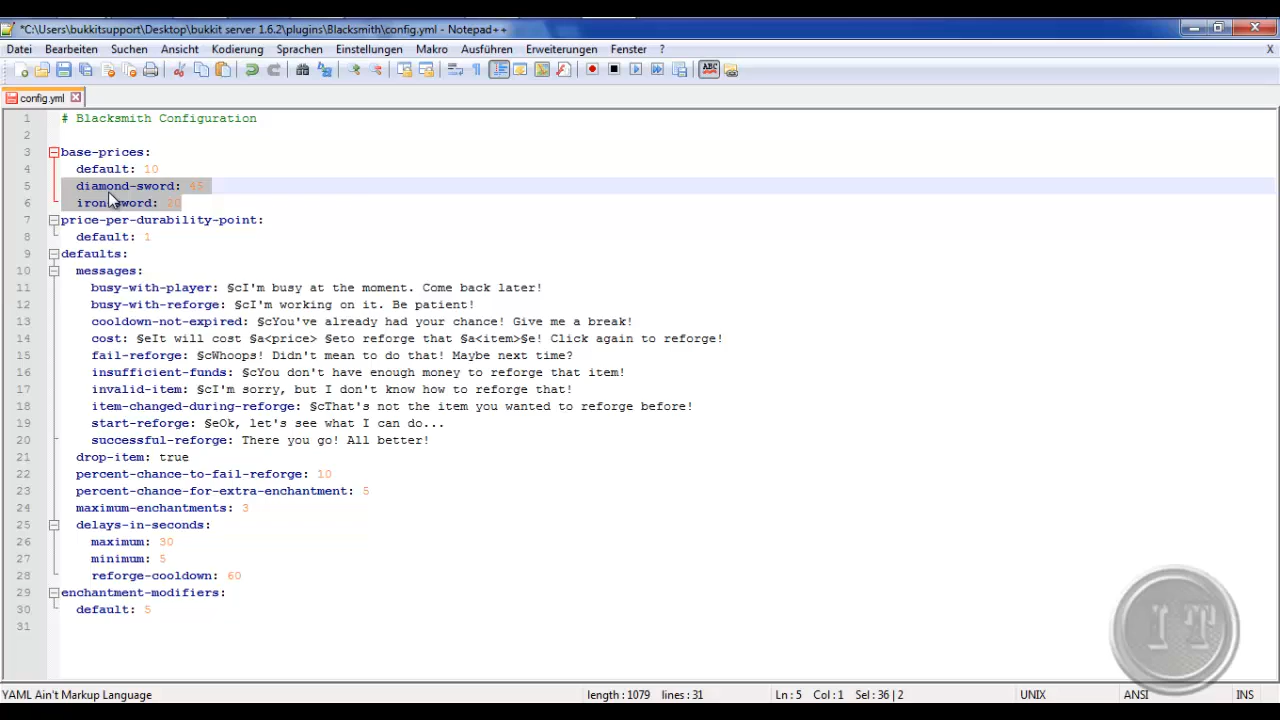 *C:\Users\bukkitsupport\Desktop\bukkit server 1.6.2\plugins\Blacksmith\config.yml - Notepad++
Datei Bearbeiten Suchen Ansicht Kodierung Sprachen Einstellungen Makro Ausführen Erweiterungen Fenster ? X
ABC
config.yml
1 # Blacksmith Configuration
2
3 base-prices:
4 default: 10
5 diamond-sword: 45
6 iron-sword: 20
7 price-per-durability-point:
8 default: 1
9 defaults:
10 messages:
11 busy-with-player: §cI'm busy at the moment. Come back later!
12 busy-with-reforge: §cI'm working on it. Be patient!
13 cooldown-not-expired: §cYou've already had your chance! Give me a break!
14 cost: §eIt will cost §a<price> §eto reforge that §a<item>§e! Click again to reforge!
15 fail-reforge: §cWhoops! Didn't mean to do that! Maybe next time?
16 insufficient-funds: §cYou don't have enough money to reforge that item!
17 invalid-item: §cI'm sorry, but I don't know how to reforge that!
18 item-changed-during-reforge: §cThat's not the item you wanted to reforge before!
19 start-reforge: §eOk, let's see what I can do...
20 successful-reforge: There you go! All better!
21 drop-item: true
22 percent-chance-to-fail-reforge: 10
23 percent-chance-for-extra-enchantment: 5
24 maximum-enchantments: 3
25 delays-in-seconds:
26 maximum: 30
27 minimum: 5
28 reforge-cooldown: 60
29 enchantment-modifiers:
30 default: 5
31
IT
YAML Ain't Markup Language length : 1079 lines : 31 Ln : 5 Col : 1 Sel : 36 | 2 UNIX ANSI INS